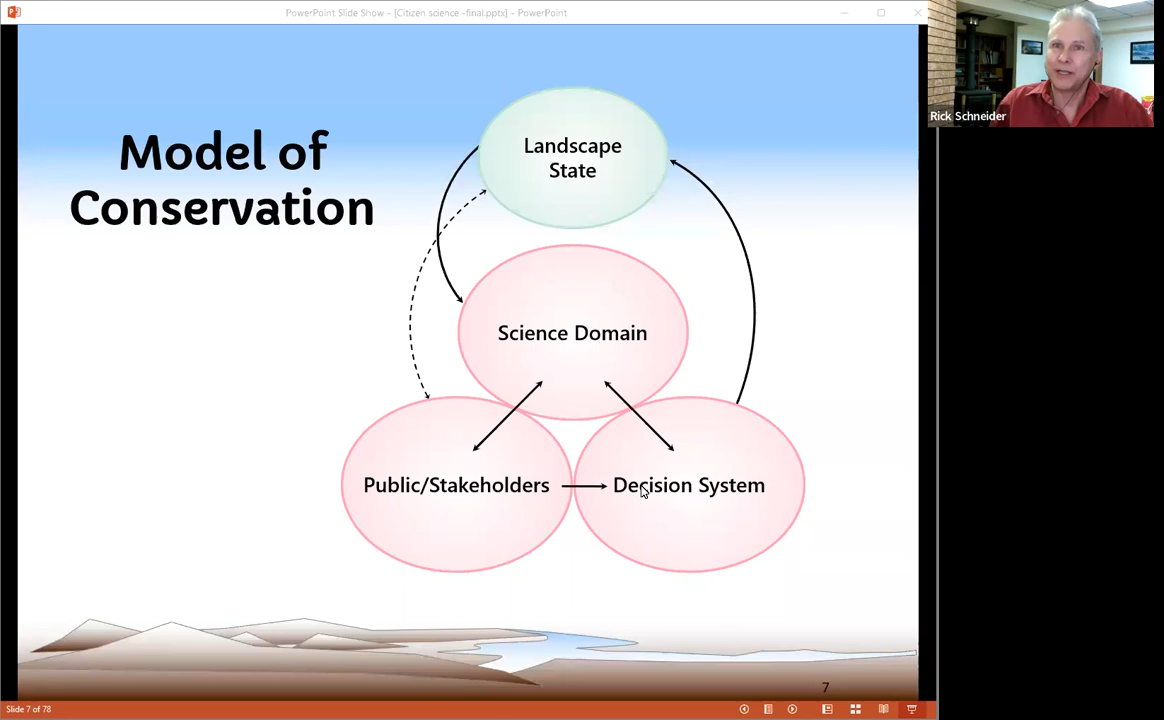 PowerPoint Slide Show - [Citizen science -final.pptx] - PowerPoint
Rick Schneider
Model of
Conservation
Landscape
State
Science Domain
Public/Stakeholders
Decision System
7
Slide 7 of 78